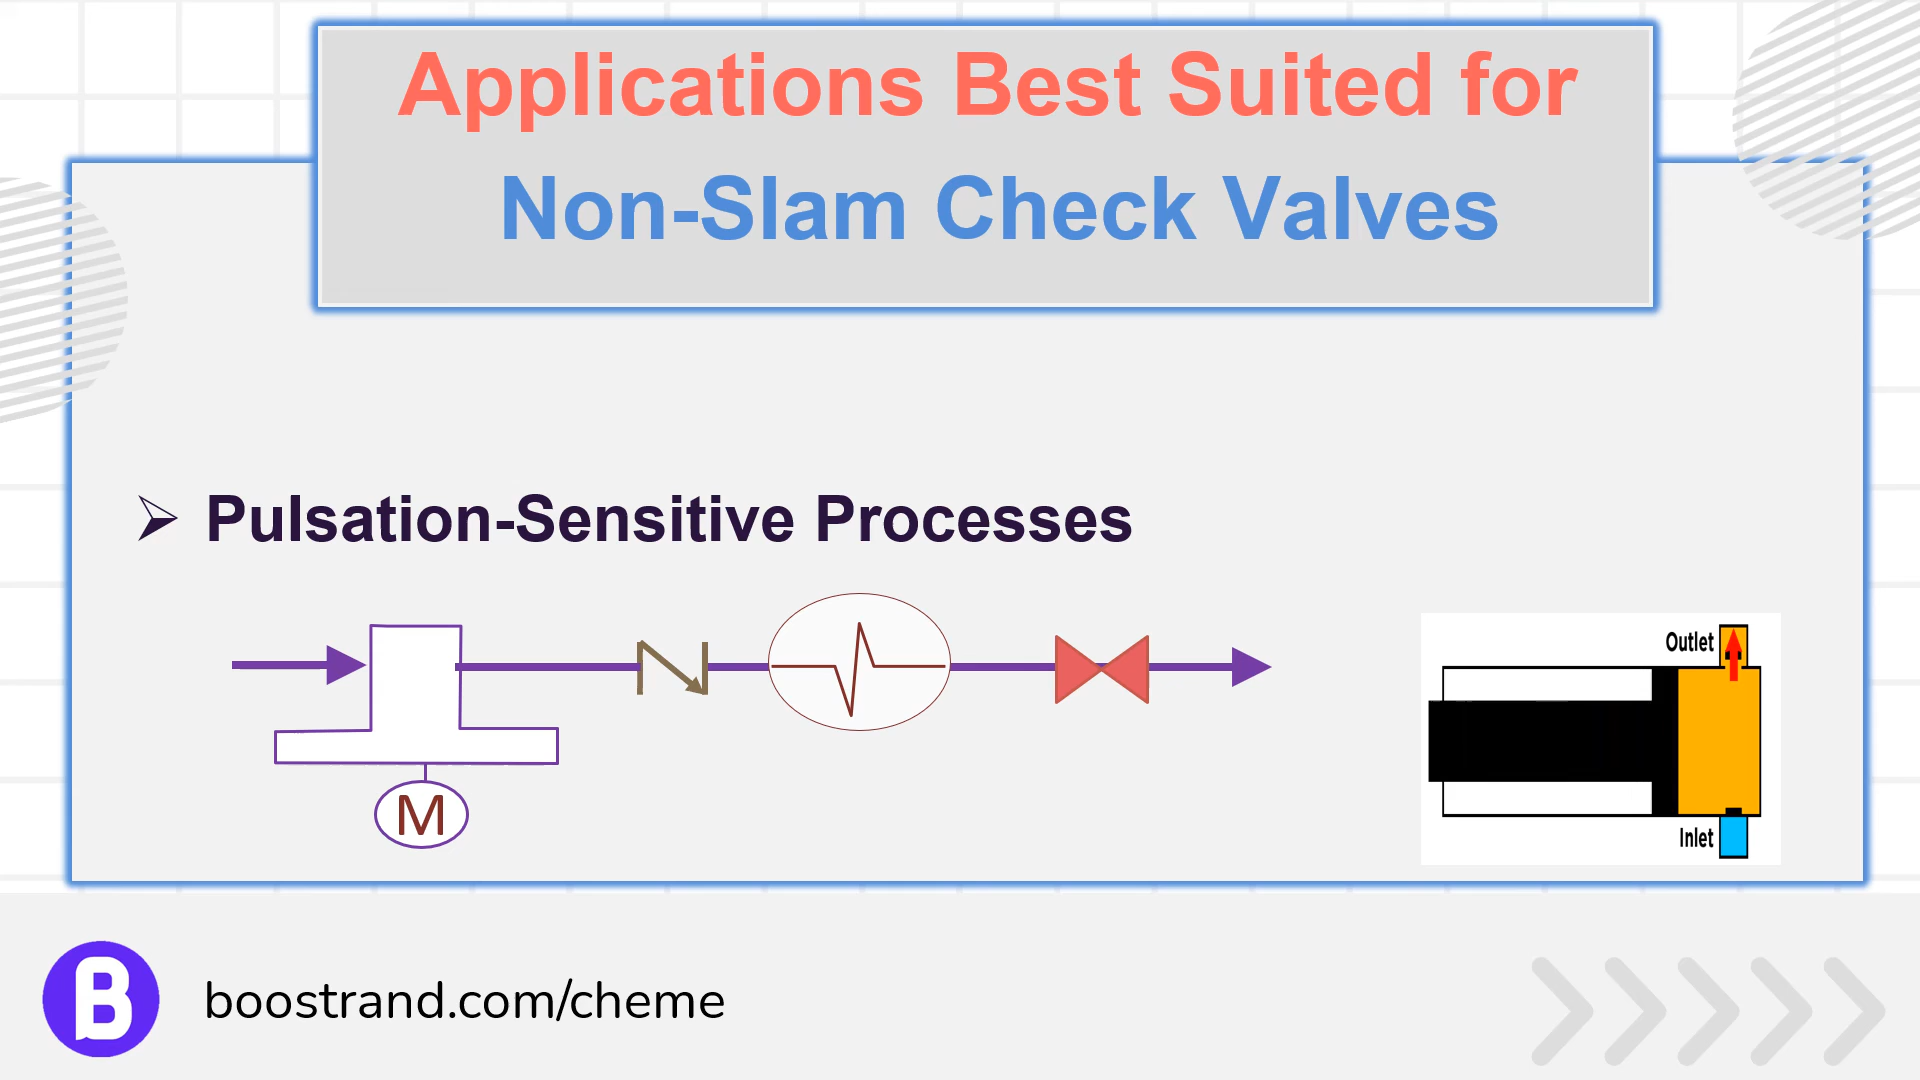 Applications Best Suited for
Non-Slam Check Valves
Pulsation-Sensitive Processes
M
Outlet
Inlet
B
boostrand.com/cheme